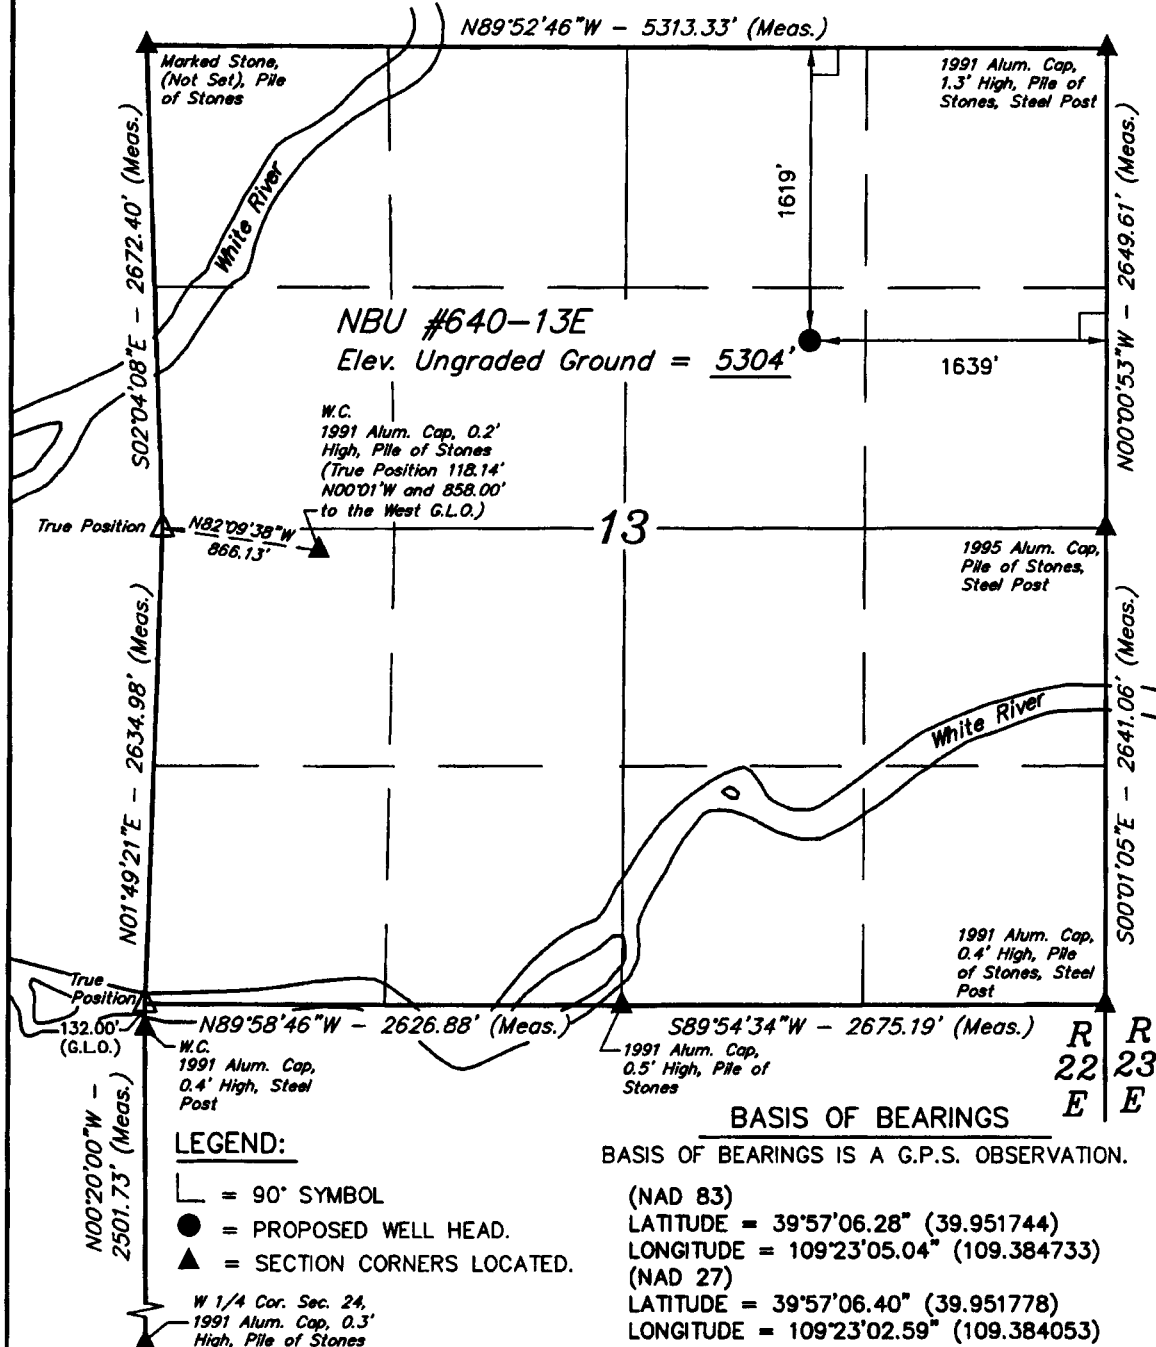 N89°52'46"W - 5313.33' (Meas.)
Marked Stone,
(Not Set), Pile
of Stones
1991 Alum. Cap,
1.3' High, Pile of
Stones, Steel Post
S02°04'08"E - 2672.40' (Meas.)
White River
1619'
N00°00'53"W - 2649.61' (Meas.)
NBU #640-13E
Elev. Ungraded Ground = 5304'
1639'
W.C.
1991 Alum. Cap, 0.2'
High, Pile of Stones
(True Position 118.14'
N00°01'W and 858.00'
to the West G.L.O.)
True Position
N82°09'38"W
866.13'
13
1995 Alum. Cap,
Pile of Stones,
Steel Post
N01°49'21"E - 2634.98' (Meas.)
White River
S00°01'05"E - 2641.06' (Meas.)
1991 Alum. Cap,
0.4' High, Pile
of Stones, Steel
Post
True
Position
132.00'
(G.L.O.)
N89°58'46"W - 2626.88' (Meas.)
S89°54'34"W - 2675.19' (Meas.)
W.C.
1991 Alum. Cap,
0.4' High, Steel
Post
1991 Alum. Cap,
0.5' High, Pile of
Stones
R R
22 23
E E
N00°20'00"W -
2501.73' (Meas.)
LEGEND:
= 90° SYMBOL
= PROPOSED WELL HEAD.
= SECTION CORNERS LOCATED.
W 1/4 Cor. Sec. 24,
1991 Alum. Cap, 0.3'
High, Pile of Stones
BASIS OF BEARINGS
BASIS OF BEARINGS IS A G.P.S. OBSERVATION.
(NAD 83)
LATITUDE = 39°57'06.28" (39.951744)
LONGITUDE = 109°23'05.04" (109.384733)
(NAD 27)
LATITUDE = 39°57'06.40" (39.951778)
LONGITUDE = 109°23'02.59" (109.384053)